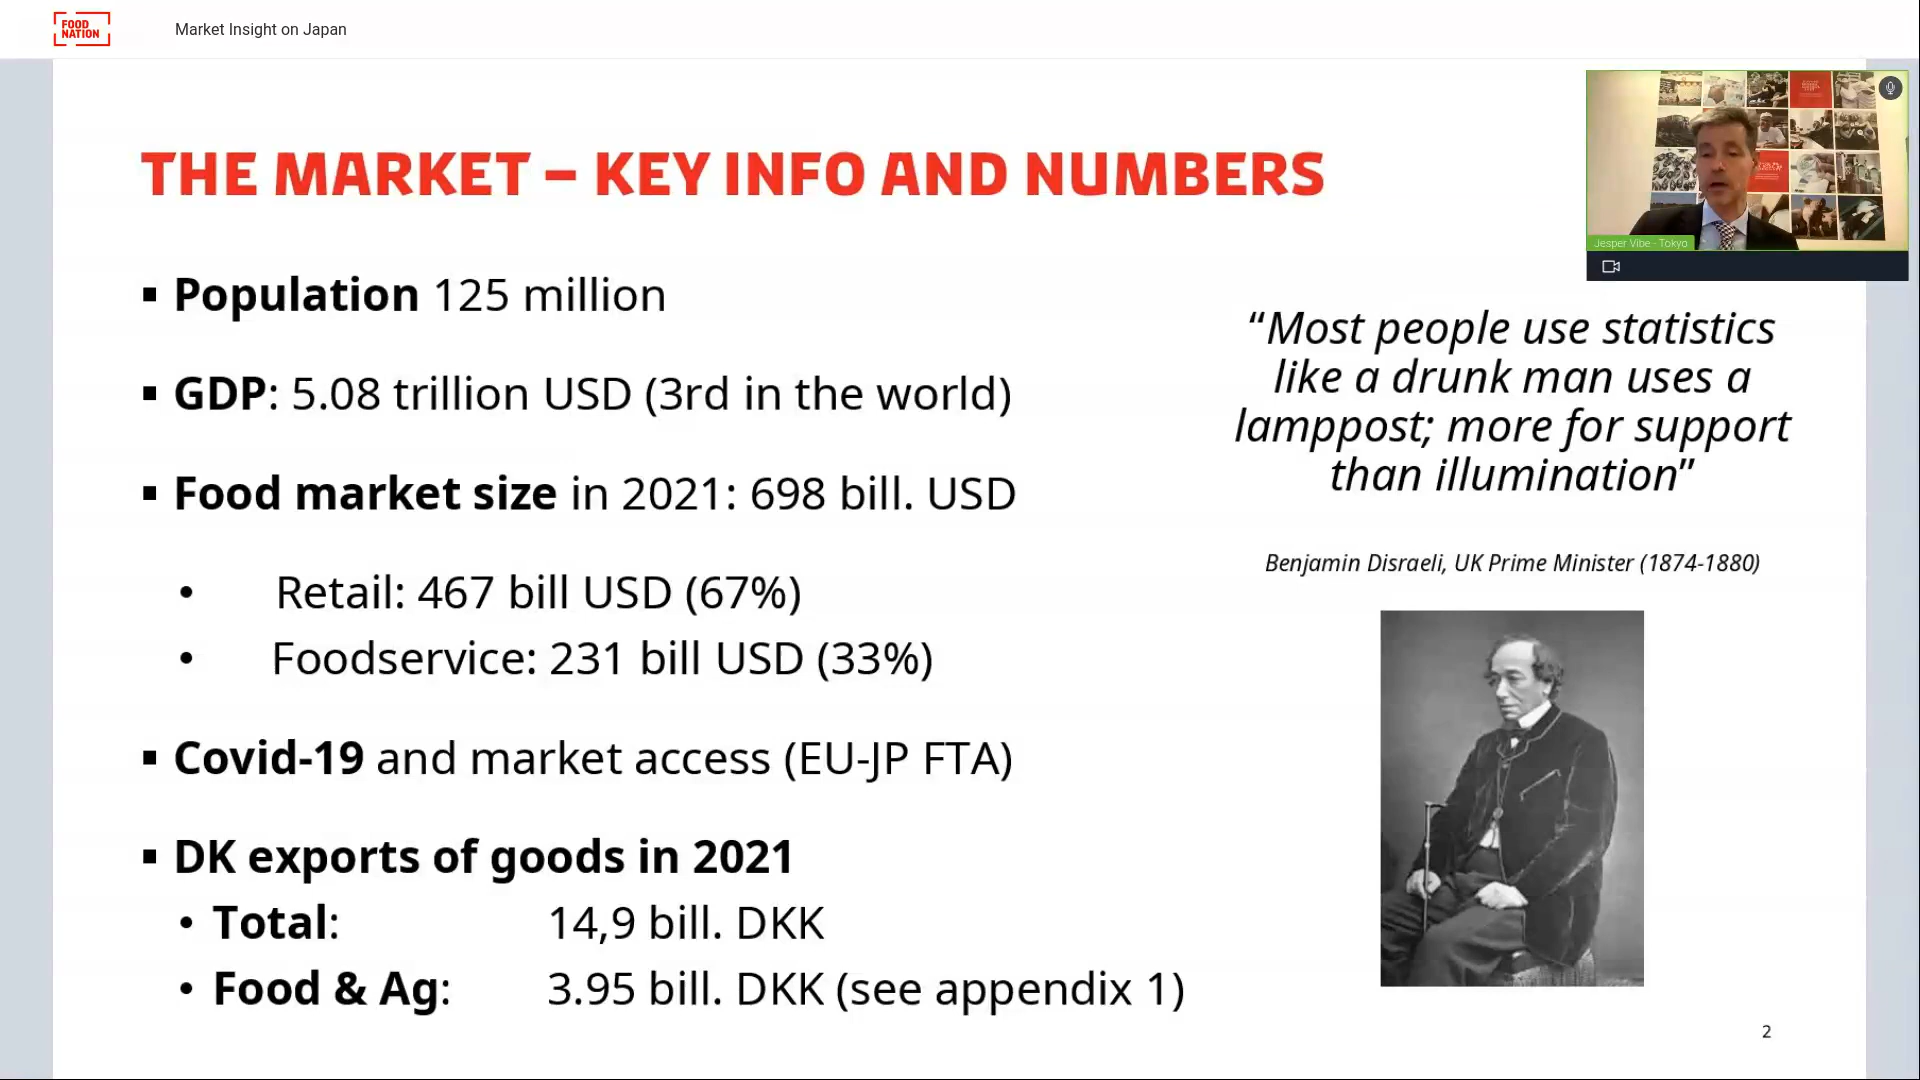 FOOD
NATION
Market Insight on Japan
THE MARKET – KEY INFO AND NUMBERS
Jesper Vibe - Tokyo
▪ Population 125 million
▪ GDP: 5.08 trillion USD (3rd in the world)
▪ Food market size in 2021: 698 bill. USD
• Retail: 467 bill USD (67%)
• Foodservice: 231 bill USD (33%)
▪ Covid-19 and market access (EU-JP FTA)
▪ DK exports of goods in 2021
• Total: 14,9 bill. DKK
• Food & Ag: 3.95 bill. DKK (see appendix 1)
“Most people use statistics
like a drunk man uses a
lamppost; more for support
than illumination”
Benjamin Disraeli, UK Prime Minister (1874-1880)
2